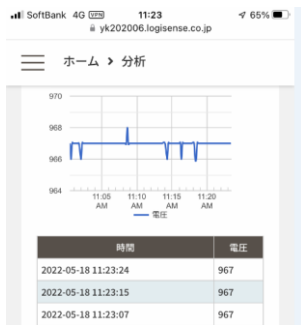 SoftBank 4G VPN 11:23 65%
yk202006.logisense.co.jp
ホーム > 分析
970
968
966
964
11:05 AM 11:10 AM 11:15 AM 11:20 AM
電圧
時間 電圧
2022-05-18 11:23:24 967
2022-05-18 11:23:15 967
2022-05-18 11:23:07 967